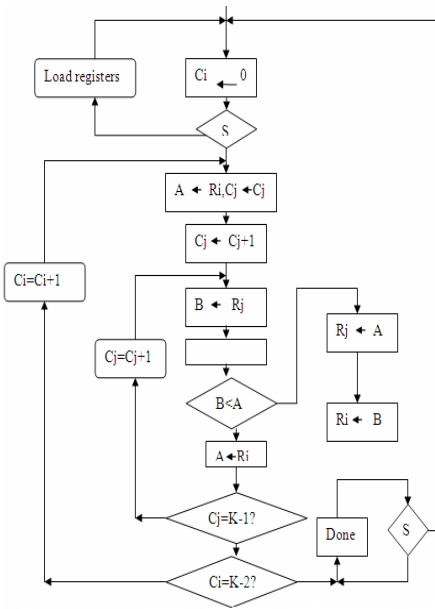 Load registers
Ci ← 0
S
A ← Ri,Cj ←Cj
Cj ← Cj+1
Ci=Ci+1
B ← Rj
Rj ← A
Cj=Cj+1
B<A
Ri ← B
A←Ri
Cj=K-1?
Done
S
Ci=K-2?